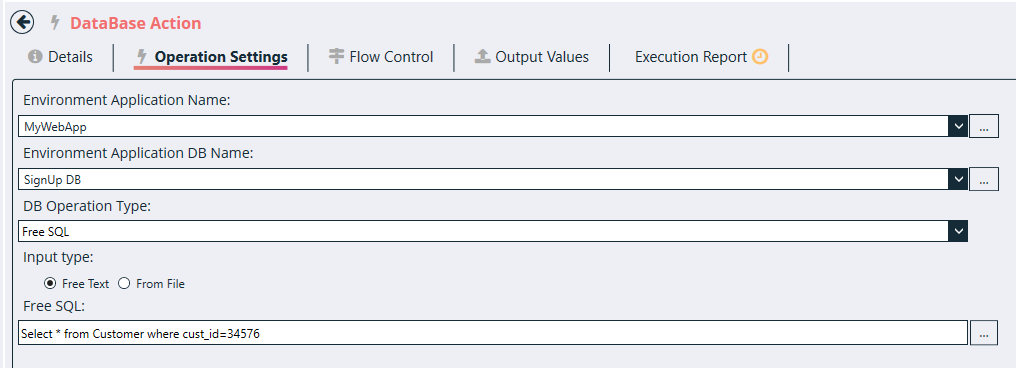 DataBase Action
Details Operation Settings Flow Control Output Values Execution Report
Environment Application Name:
MyWebApp
...
Environment Application DB Name:
SignUp DB
...
DB Operation Type:
Free SQL
Input type:
Free Text From File
Free SQL:
Select * from Customer where cust_id=34576
...